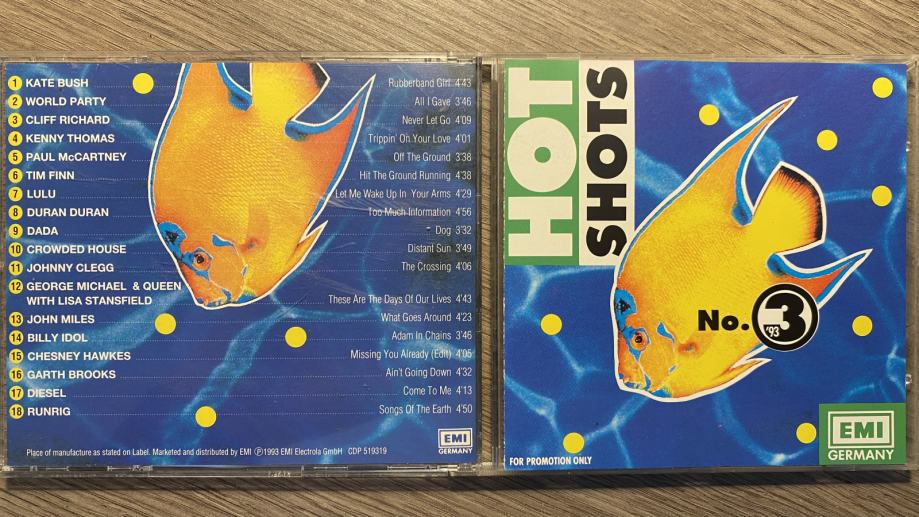 1 KATE BUSH Rubberband Girl 4'43
2 WORLD PARTY All I Gave 3'46
3 CLIFF RICHARD Never Let Go 4'09
4 KENNY THOMAS Trippin' On Your Love 4'01
5 PAUL McCARTNEY Off The Ground 3'38
6 TIM FINN Hit The Ground Running 4'38
7 LULU Let Me Wake Up In Your Arms 4'29
8 DURAN DURAN Too Much Information 4'56
9 DADA Dog 3'32
10 CROWDED HOUSE Distant Sun 3'49
11 JOHNNY CLEGG The Crossing 4'06
12 GEORGE MICHAEL & QUEEN
WITH LISA STANSFIELD These Are The Days Of Our Lives 4'43
13 JOHN MILES What Goes Around 4'23
14 BILLY IDOL Adam In Chains 3'46
15 CHESNEY HAWKES Missing You Already (Edit) 4'05
16 GARTH BROOKS Ain't Going Down 4'32
17 DIESEL Come To Me 4'13
18 RUNRIG Songs Of The Earth 4'50
Place of manufacture as stated on Label. Marketed and distributed by EMI Ⓟ1993 EMI Electrola GmbH CDP 519319
EMI
GERMANY
HOT
SHOTS
No. 3
'93
FOR PROMOTION ONLY
EMI
GERMANY